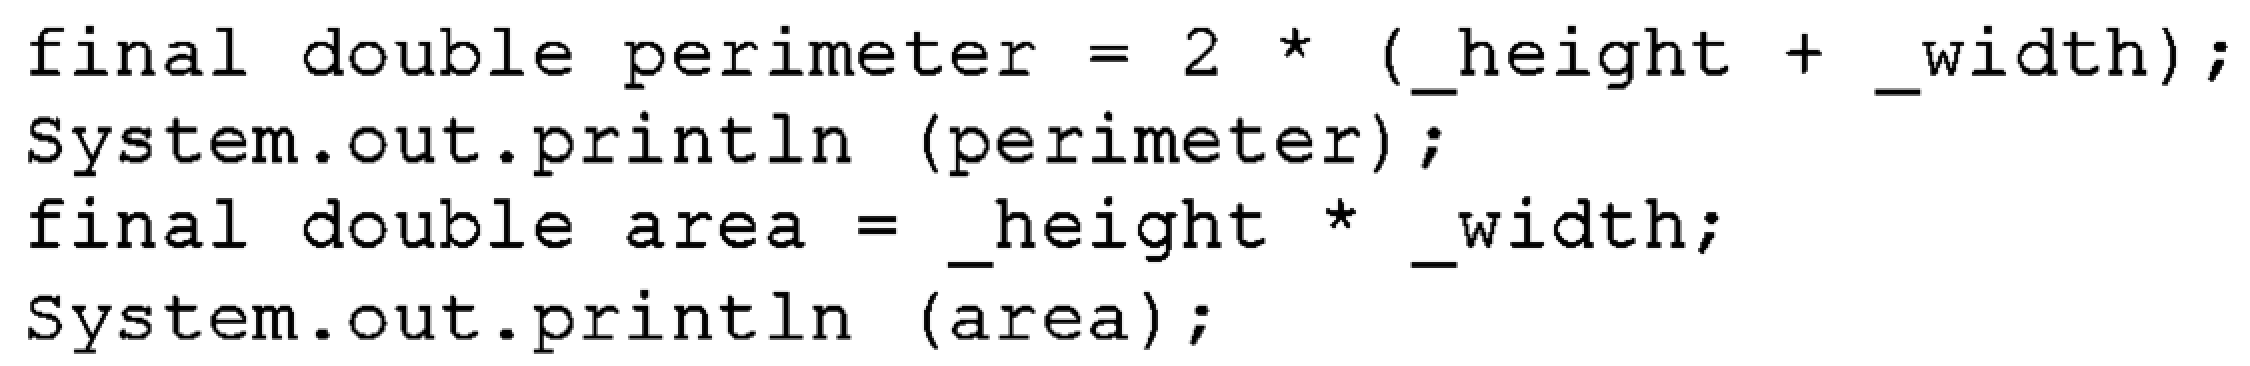 final double perimeter = 2 * (_height + _width);
System.out.println (perimeter);
final double area = _height * _width;
System.out.println (area);